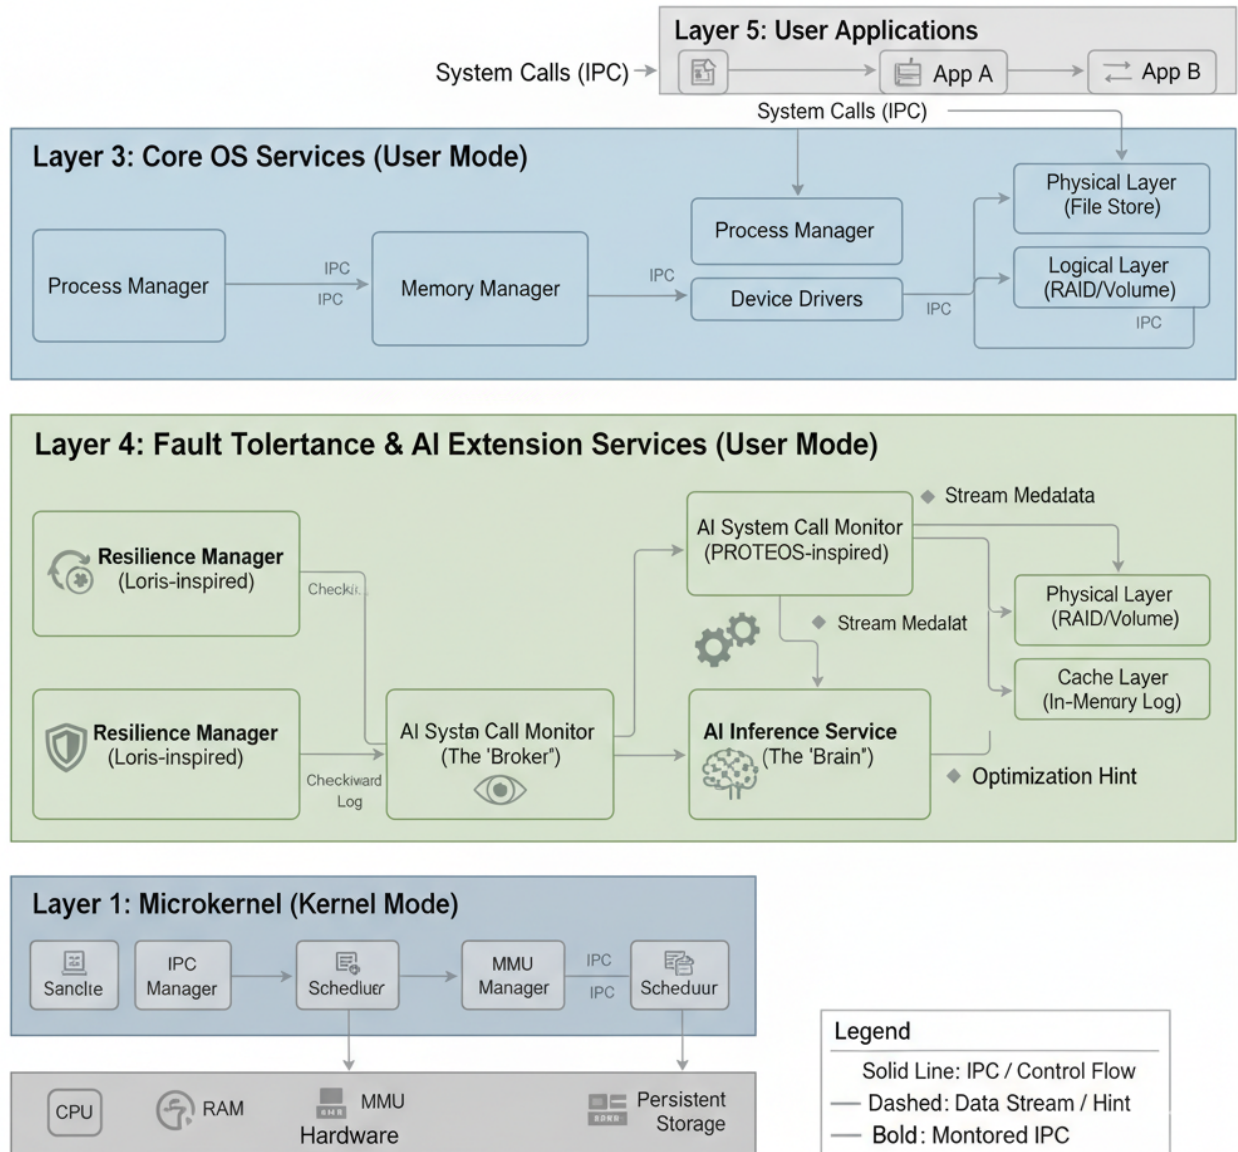 Layer 5: User Applications
System Calls (IPC)
App A
App B
System Calls (IPC)
Layer 3: Core OS Services (User Mode)
Process Manager
IPC
IPC
Memory Manager
IPC
Process Manager
Device Drivers
IPC
Physical Layer
(File Store)
Logical Layer
(RAID/Volume)
IPC
Layer 4: Fault Tolertance & AI Extension Services (User Mode)
Resilience Manager
(Loris-inspired)
Resilience Manager
(Loris-inspired)
Log
AI System Call Monitor
(The 'Broker")
AI System Call Monitor
(PROTEOS-inspired)
Stream Medalata
Stream Medalat
AI Inference Service
(The 'Brain")
Physical Layer
(RAID/Volume)
Cache Layer
(In-Memory Log)
Optimization Hint
Layer 1: Microkernel (Kernel Mode)
IPC
Manager
MMU
Manager
IPC
IPC
CPU
RAM
MMU
Hardware
Persistent
Storage
Legend
Solid Line: IPC / Control Flow
Dashed: Data Stream / Hint
Bold: Montored IPC